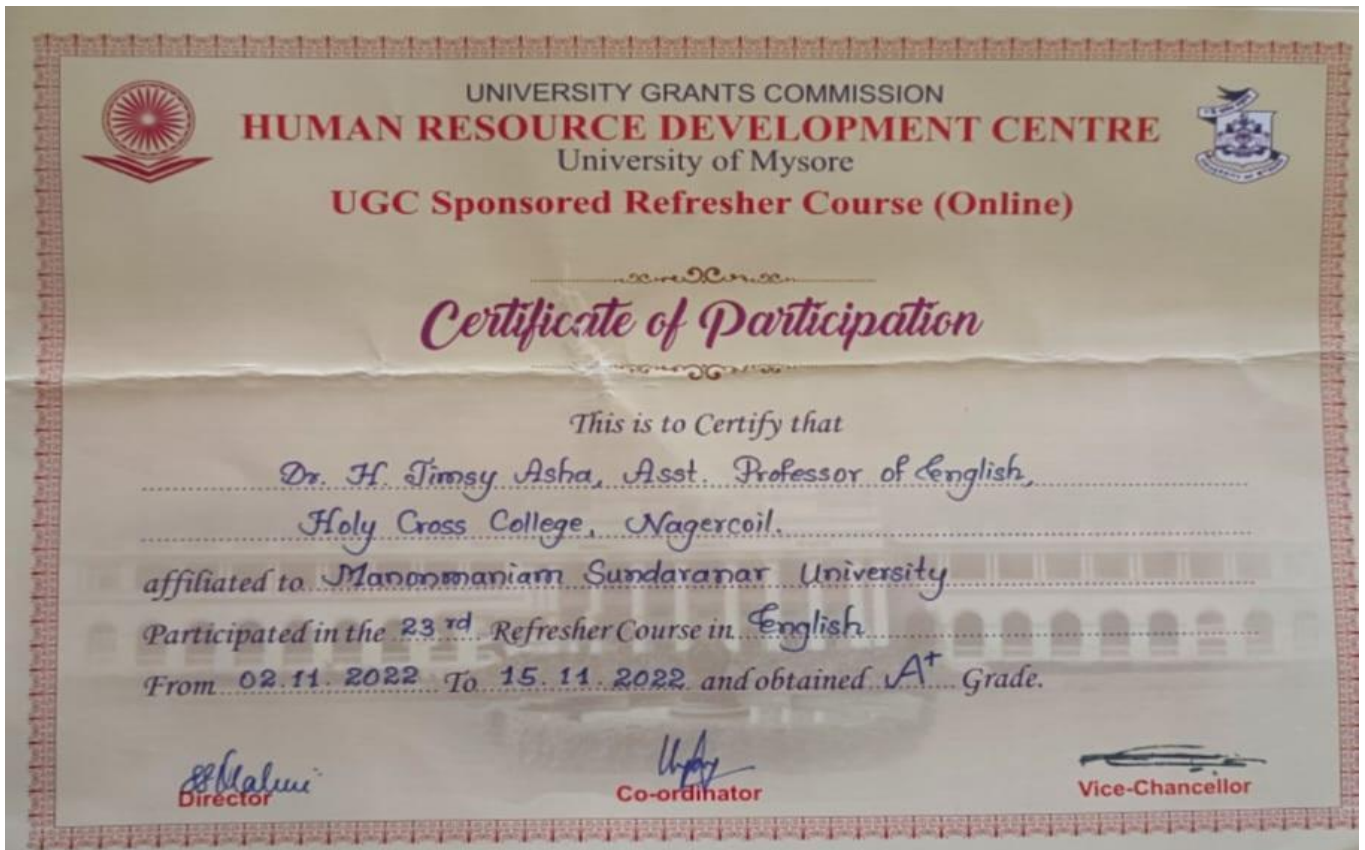 UNIVERSITY GRANTS COMMISSION
HUMAN RESOURCE DEVELOPMENT CENTRE
University of Mysore
UGC Sponsored Refresher Course (Online)
Certificate of Participation
This is to Certify that
Dr. H. Timsy Asha, Asst. Professor of English,
Holy Cross College, Nagercoil.
affiliated to Manonmaniam Sundaranar University
Participated in the 23rd Refresher Course in English
From 02.11.2022 To 15.11.2022 and obtained A+ Grade.
Director
Co-ordinator
Vice-Chancellor